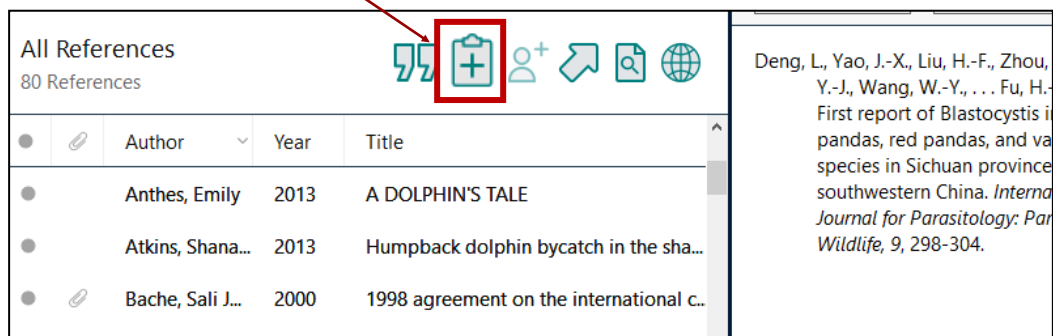 All References
80 References
Author Year Title
Anthes, Emily 2013 A DOLPHIN'S TALE
Atkins, Shana... 2013 Humpback dolphin bycatch in the sha...
Bache, Sali J... 2000 1998 agreement on the international c...
Deng, L., Yao, J.-X., Liu, H.-F., Zhou,
Y.-J., Wang, W.-Y., . . . Fu, H.-
First report of Blastocystis i
pandas, red pandas, and va
species in Sichuan province
southwestern China. Interna
Journal for Parasitology: Par
Wildlife, 9, 298-304.